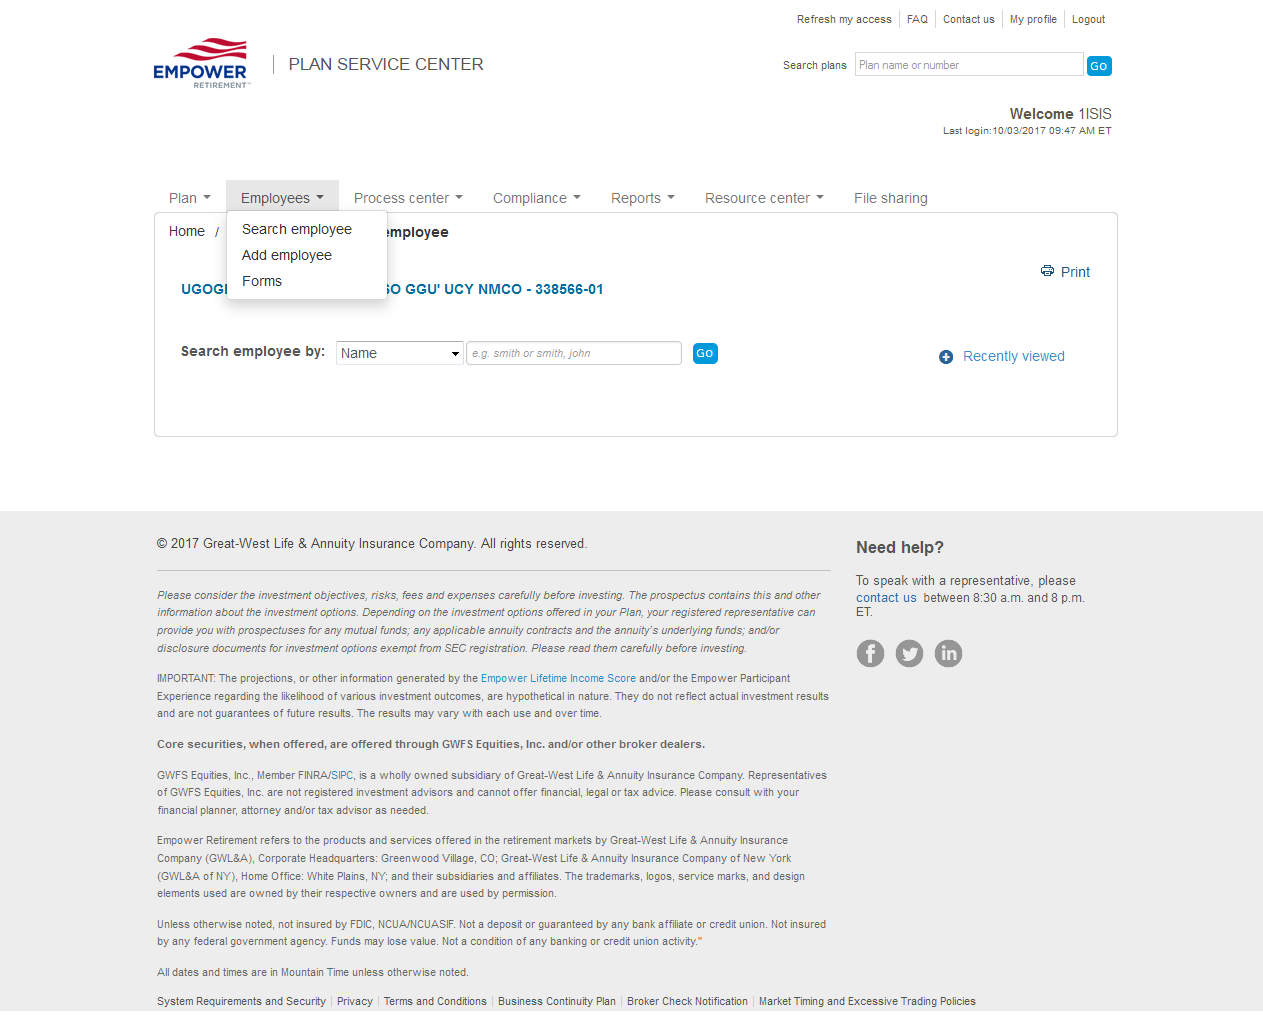 Refresh my access FAQ Contact us My profile Logout
EMPOWER
RETIREMENT™
PLAN SERVICE CENTER
Search plans Plan name or number Go
Welcome 1ISIS
Last login:10/03/2017 09:47 AM ET
Plan Employees Process center Compliance Reports Resource center File sharing
Home / employee
Search employee
Add employee
Forms
Print
SO GGU' UCY NMCO - 338566-01
Search employee by: Name e.g. smith or smith, john Go
Recently viewed
© 2017 Great-West Life & Annuity Insurance Company. All rights reserved.
Please consider the investment objectives, risks, fees and expenses carefully before investing. The prospectus contains this and other
information about the investment options. Depending on the investment options offered in your Plan, your registered representative can
provide you with prospectuses for any mutual funds; any applicable annuity contracts and the annuity's underlying funds; and/or
disclosure documents for investment options exempt from SEC registration. Please read them carefully before investing.
IMPORTANT: The projections, or other information generated by the Empower Lifetime Income Score and/or the Empower Participant
Experience regarding the likelihood of various investment outcomes, are hypothetical in nature. They do not reflect actual investment results
and are not guarantees of future results. The results may vary with each use and over time.
Core securities, when offered, are offered through GWFS Equities, Inc. and/or other broker dealers.
GWFS Equities, Inc., Member FINRA/SIPC, is a wholly owned subsidiary of Great-West Life & Annuity Insurance Company. Representatives
of GWFS Equities, Inc. are not registered investment advisors and cannot offer financial, legal or tax advice. Please consult with your
financial planner, attorney and/or tax advisor as needed.
Empower Retirement refers to the products and services offered in the retirement markets by Great-West Life & Annuity Insurance
Company (GWL&A), Corporate Headquarters: Greenwood Village, CO; Great-West Life & Annuity Insurance Company of New York
(GWL&A of NY), Home Office: White Plains, NY; and their subsidiaries and affiliates. The trademarks, logos, service marks, and design
elements used are owned by their respective owners and are used by permission.
Unless otherwise noted, not insured by FDIC, NCUA/NCUASIF. Not a deposit or guaranteed by any bank affiliate or credit union. Not insured
by any federal government agency. Funds may lose value. Not a condition of any banking or credit union activity."
All dates and times are in Mountain Time unless otherwise noted.
System Requirements and Security Privacy Terms and Conditions Business Continuity Plan Broker Check Notification Market Timing and Excessive Trading Policies
Need help?
To speak with a representative, please
contact us between 8:30 a.m. and 8 p.m.
ET.